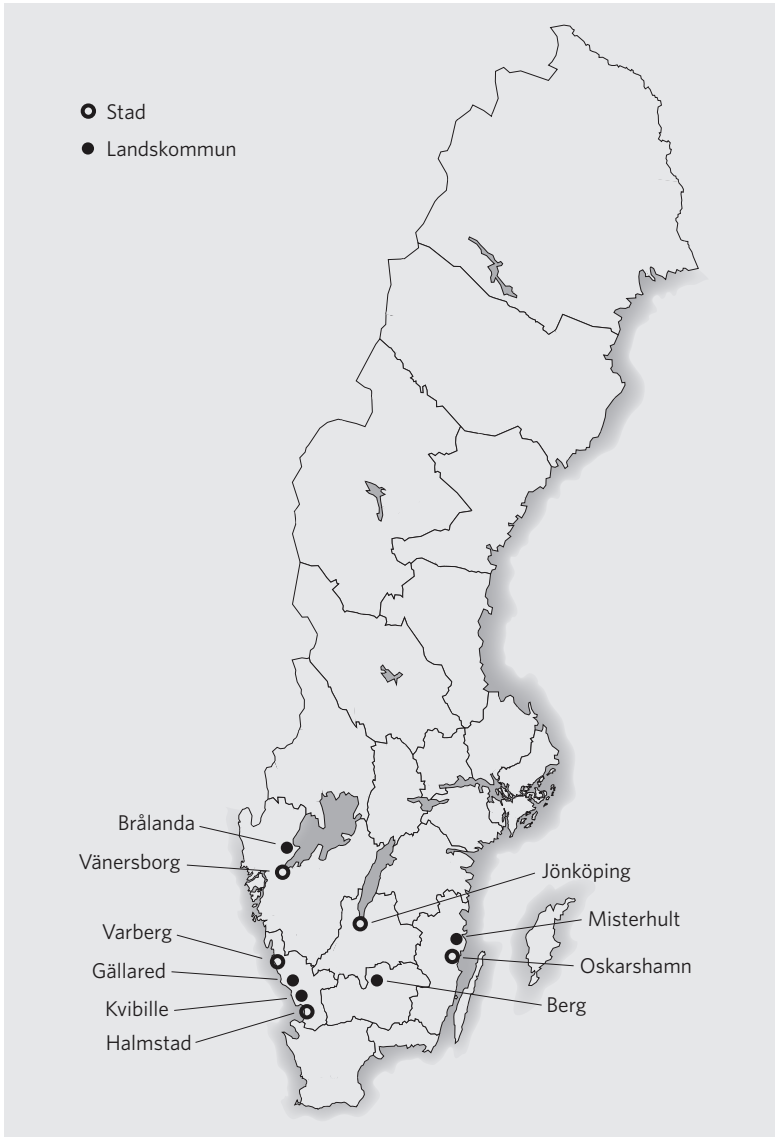 Stad
Landskommun
Brålanda
Vänersborg
Jönköping
Misterhult
Varberg
Oskarshamn
Gällared
Kvibille
Berg
Halmstad